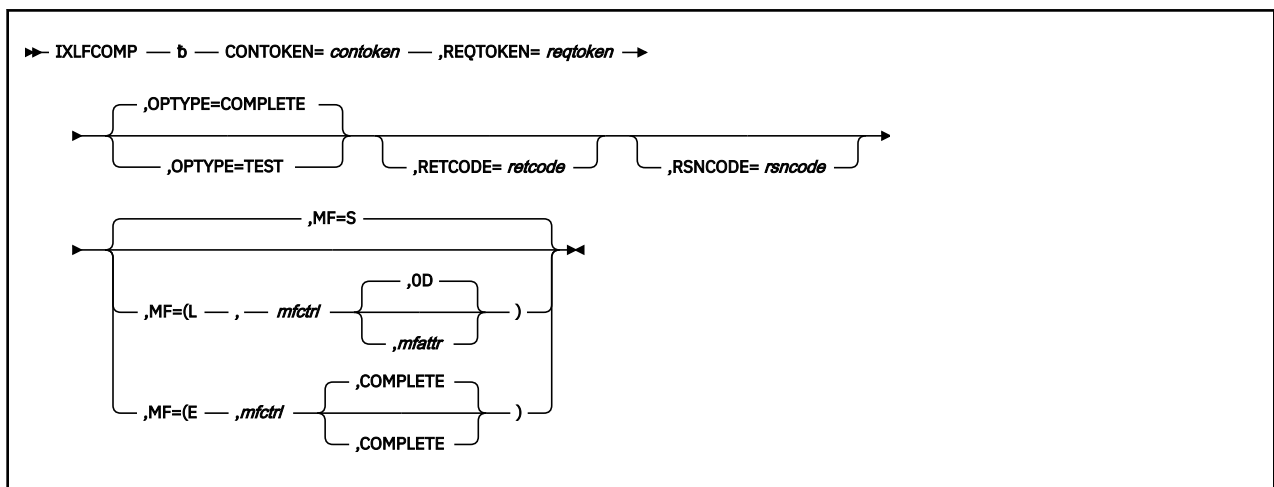 IXLFCOMP — ƀ — CONTOKEN= contoken — ,REQTOKEN= reqtoken
,OPTYPE=COMPLETE
,OPTYPE=TEST ,RETCODE= retcode ,RSNCODE= rsncode
,MF=S
,0D
,MF=(L — , — mfctrl )
,mfattr
,COMPLETE
,MF=(E — ,mfctrl )
,COMPLETE